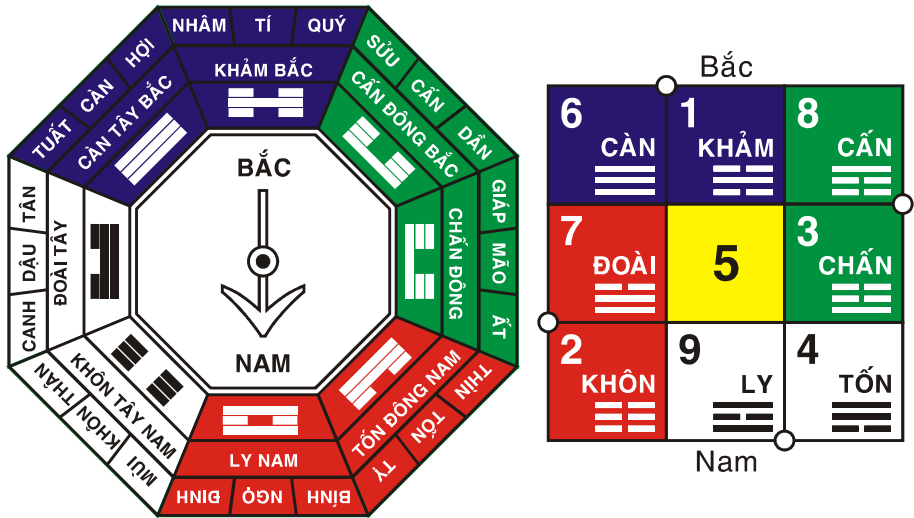 NHÂM TÍ QUÝ
KHẢM BẮC
SỬU CẤN DẦN
CẤN ĐÔNG BẮC
GIÁP MÃO ẤT
CHẤN ĐÔNG
THÌN TỐN TỴ
TỐN ĐÔNG NAM
BÍNH NGỌ ĐINH
LY NAM
MÙI KHÔN THÂN
KHÔN TÂY NAM
CANH DẬU TÂN
ĐOÀI TÂY
TUẤT CÀN HỢI
CÀN TÂY BẮC
BẮC
NAM
Bắc
6 1 8
CÀN KHẢM CẤN
7 5 3
ĐOÀI CHẤN
2 9 4
KHÔN LY TỐN
Nam